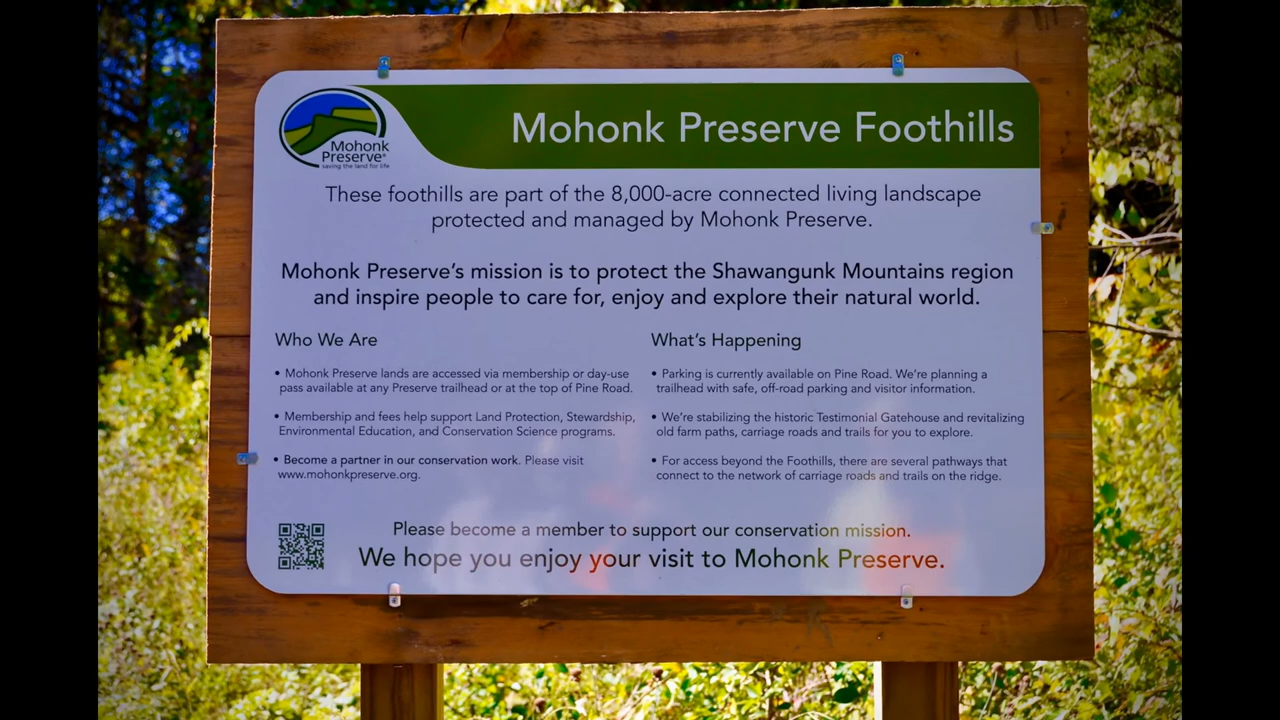 Mohonk Preserve Foothills
Mohonk
Preserve®
saving the land for life
These foothills are part of the 8,000-acre connected living landscape
protected and managed by Mohonk Preserve.
Mohonk Preserve's mission is to protect the Shawangunk Mountains region
and inspire people to care for, enjoy and explore their natural world.
Who We Are
• Mohonk Preserve lands are accessed via membership or day-use
pass available at any Preserve trailhead or at the top of Pine Road.
• Membership and fees help support Land Protection, Stewardship,
Environmental Education, and Conservation Science programs.
• Become a partner in our conservation work. Please visit
www.mohonkpreserve.org.
What's Happening
• Parking is currently available on Pine Road. We're planning a
trailhead with safe, off-road parking and visitor information.
• We're stabilizing the historic Testimonial Gatehouse and revitalizing
old farm paths, carriage roads and trails for you to explore.
• For access beyond the Foothills, there are several pathways that
connect to the network of carriage roads and trails on the ridge.
Please become a member to support our conservation mission.
We hope you enjoy your visit to Mohonk Preserve.